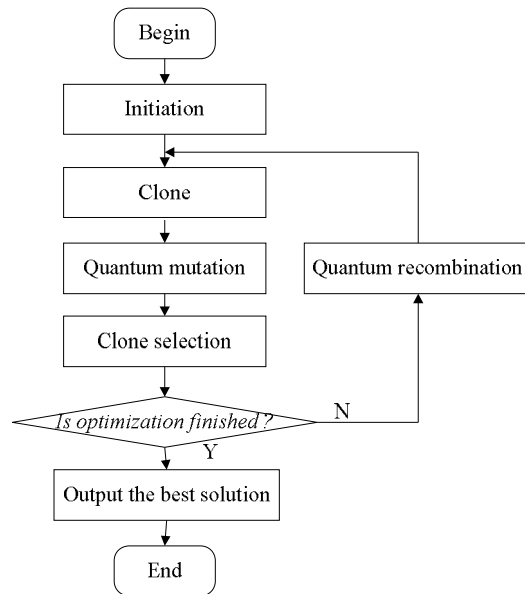 Begin
Initiation
Clone
Quantum mutation
Quantum recombination
Clone selection
Is optimization finished ?
N
Y
Output the best solution
End